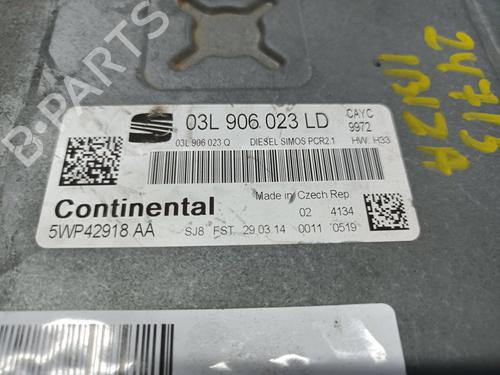 03L 906 023 LD
CAYC
9972
03L 906 023 Q DIESEL SIMOS PCR2.1 HW H33
Made in Czech Rep.
Continental
02 4134
5WP42918 AA
SJ8 FST 29 03 14 0011 0519